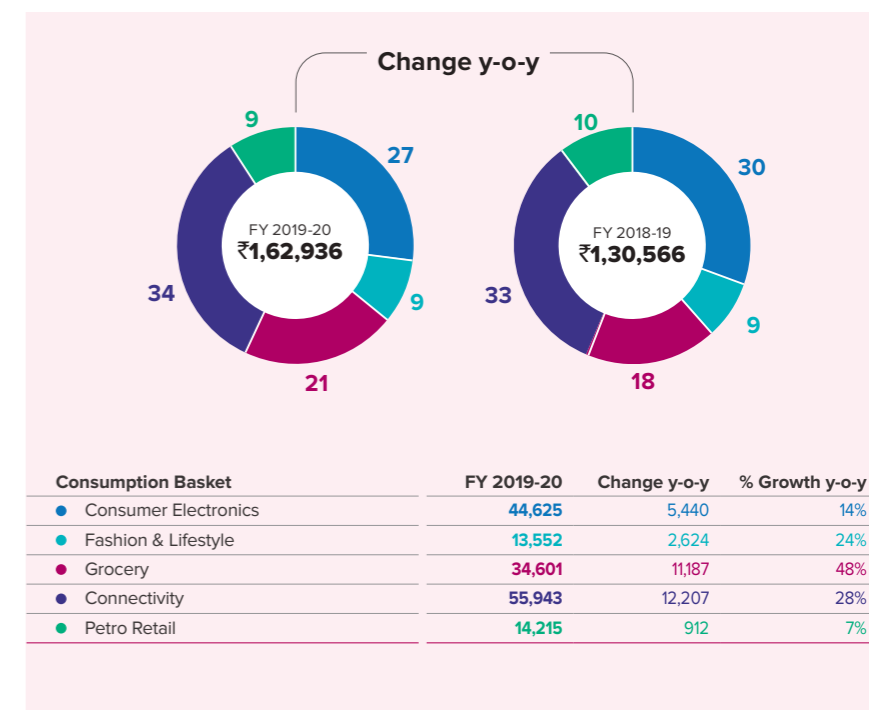 Change y-o-y
9
27
FY 2019-20
₹1,62,936
34
9
21
10
30
FY 2018-19
₹1,30,566
33
9
18
Consumption Basket FY 2019-20 Change y-o-y % Growth y-o-y
Consumer Electronics 44,625 5,440 14%
Fashion & Lifestyle 13,552 2,624 24%
Grocery 34,601 11,187 48%
Connectivity 55,943 12,207 28%
Petro Retail 14,215 912 7%